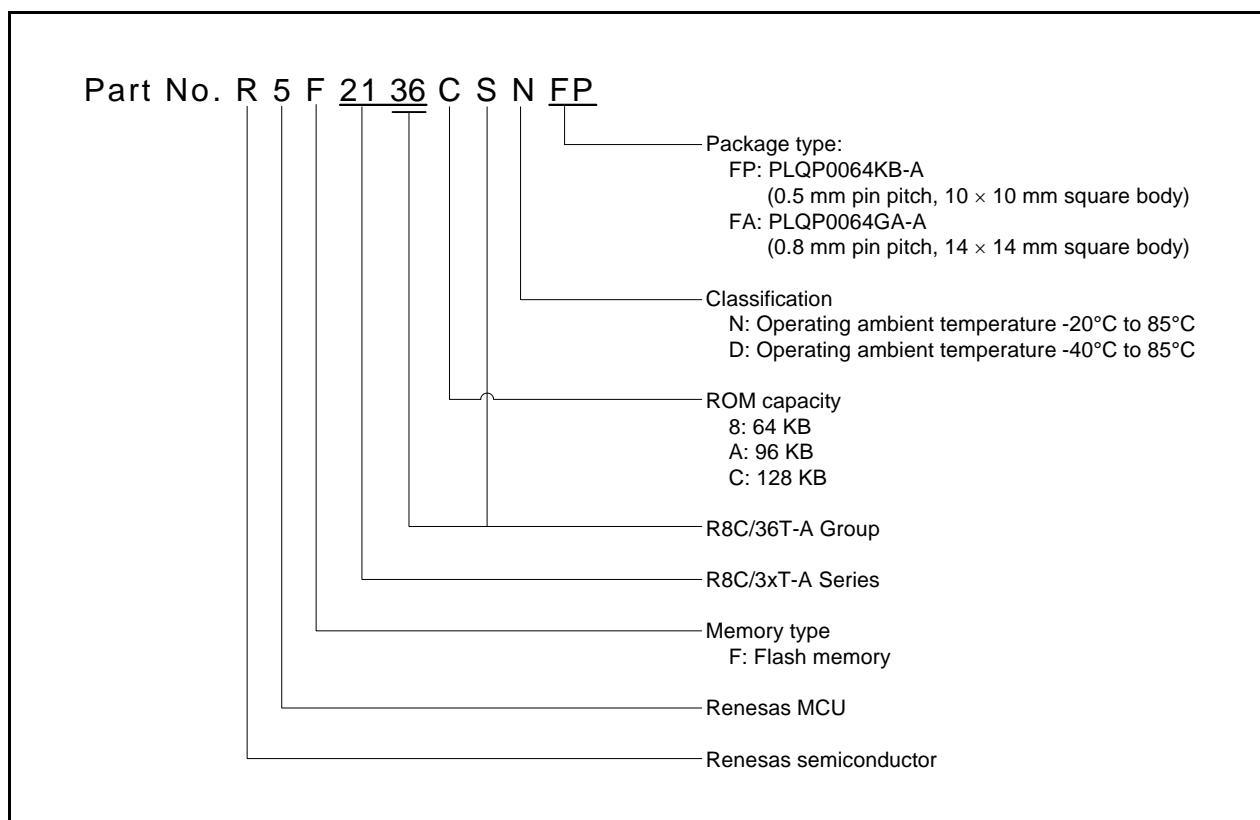 Part No. R 5 F 21 36 C S N FP
Package type:
FP: PLQP0064KB-A
(0.5 mm pin pitch, 10 × 10 mm square body)
FA: PLQP0064GA-A
(0.8 mm pin pitch, 14 × 14 mm square body)
Classification
N: Operating ambient temperature -20°C to 85°C
D: Operating ambient temperature -40°C to 85°C
ROM capacity
8: 64 KB
A: 96 KB
C: 128 KB
R8C/36T-A Group
R8C/3xT-A Series
Memory type
F: Flash memory
Renesas MCU
Renesas semiconductor